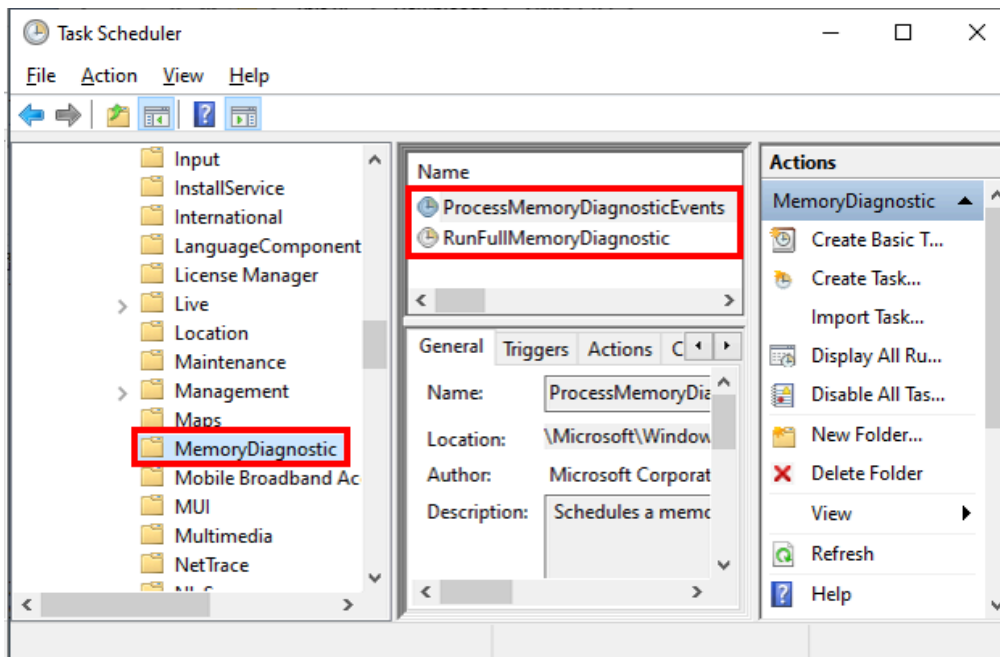 Task Scheduler
File Action View Help
Input
InstallService
International
LanguageComponent
License Manager
Live
Location
Maintenance
Management
Maps
MemoryDiagnostic
Mobile Broadband Ac
MUI
Multimedia
NetTrace
Name
ProcessMemoryDiagnosticEvents
RunFullMemoryDiagnostic
General Triggers Actions C
Name: ProcessMemoryDia
Location: \Microsoft\Window
Author: Microsoft Corporat
Description: Schedules a memo
Actions
MemoryDiagnostic
Create Basic T...
Create Task...
Import Task...
Display All Ru...
Disable All Tas...
New Folder...
Delete Folder
View
Refresh
Help